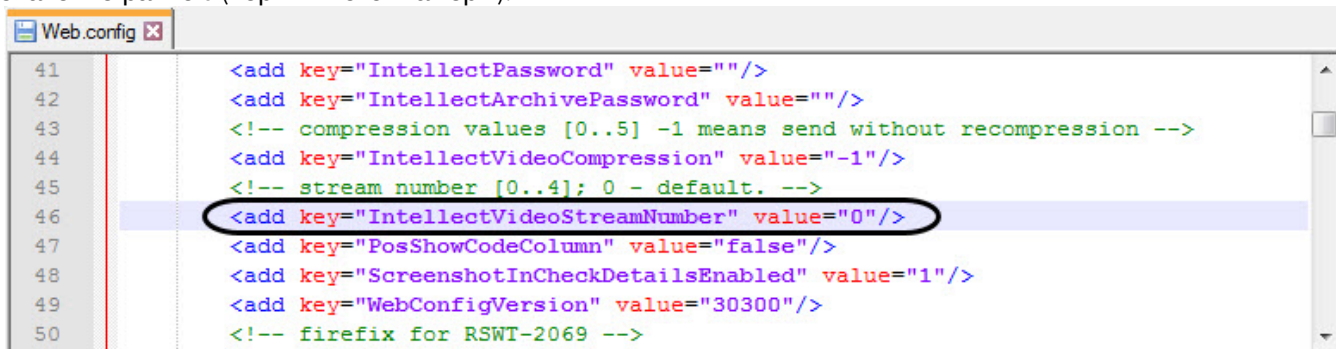 Web.config
41 <add key="IntellectPassword" value=""/>
42 <add key="IntellectArchivePassword" value=""/>
43 <!-- compression values [0..5] -1 means send without recompression -->
44 <add key="IntellectVideoCompression" value="-1"/>
45 <!-- stream number [0..4]; 0 - default. -->
46 <add key="IntellectVideoStreamNumber" value="0"/>
47 <add key="PosShowCodeColumn" value="false"/>
48 <add key="ScreenshotInCheckDetailsEnabled" value="1"/>
49 <add key="WebConfigVersion" value="30300"/>
50 <!-- firefix for RSWT-2069 -->